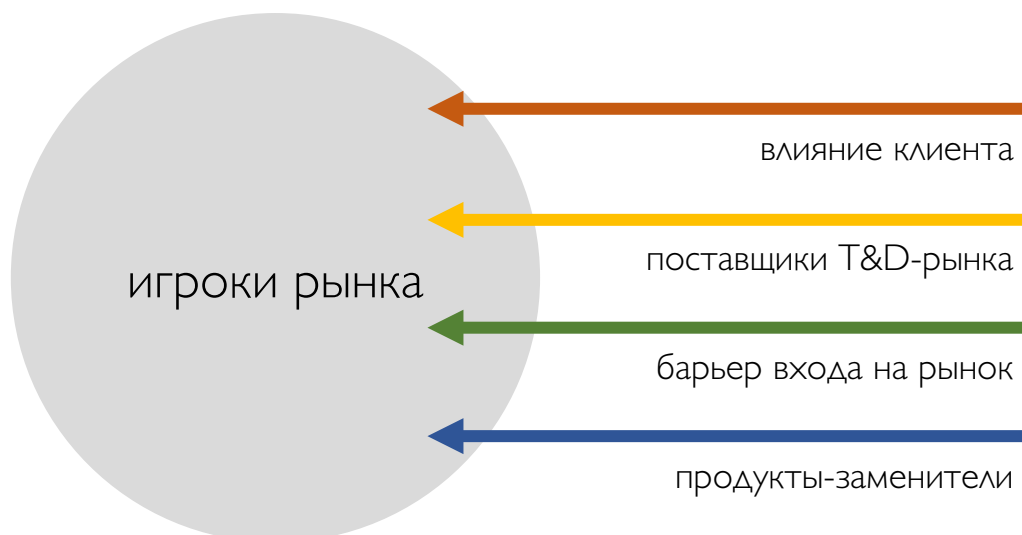 влияние клиента
поставщики T&D-рынка
игроки рынка
барьер входа на рынок
продукты-заменители